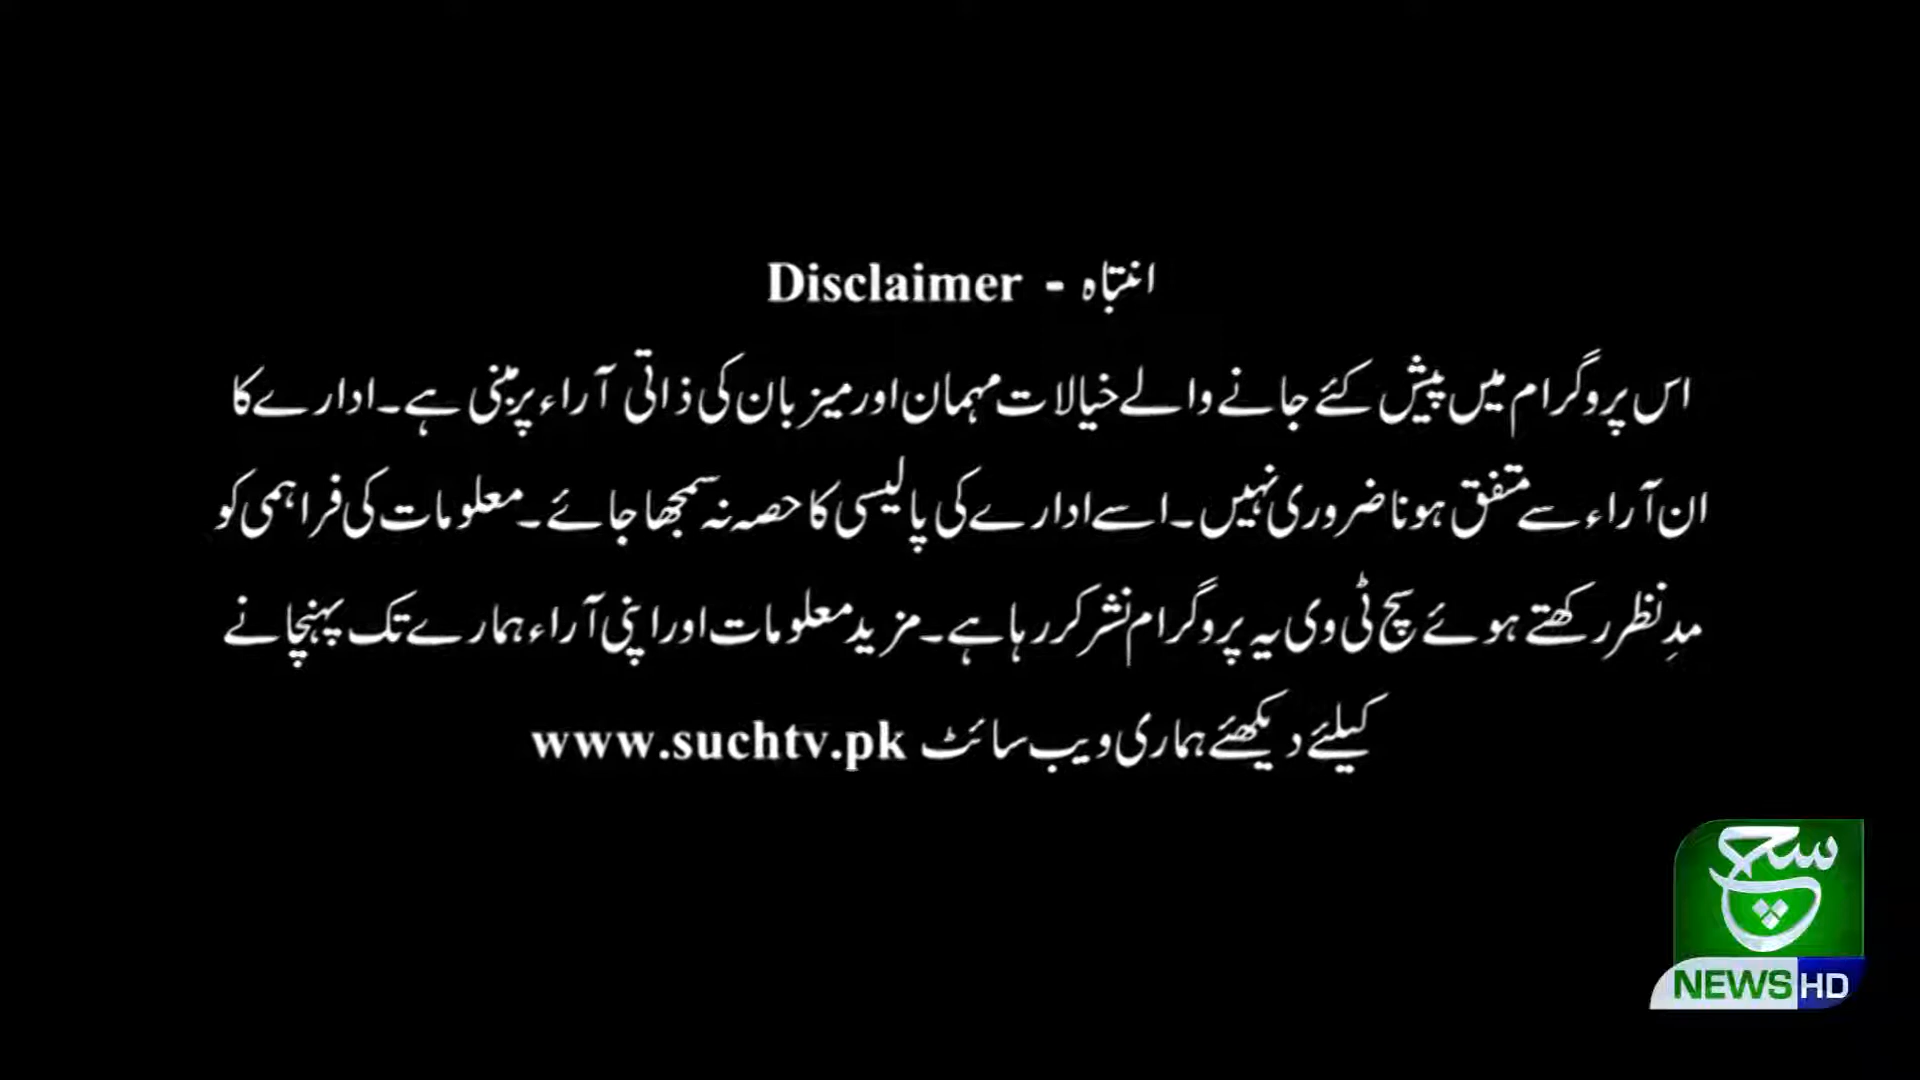 انتباہ - Disclaimer
اس پروگرام میں پیش کئے جانے والے خیالات مہمان اور میزبان کی ذاتی آراء پر مبنی ہے۔ ادارے کا
ان آراء سے متفق ہونا ضروری نہیں۔ اسے ادارے کی پالیسی کا حصہ نہ سمجھا جائے۔ معلومات کی فراہمی کو
مدِنظر رکھتے ہوئے سچ ٹی وی یہ پروگرام نشر کر رہا ہے۔ مزید معلومات اور اپنی آراء ہمارے تک پہنچانے
کیلئے دیکھئے ہماری ویب سائٹ www.suchtv.pk
سچ
NEWS HD